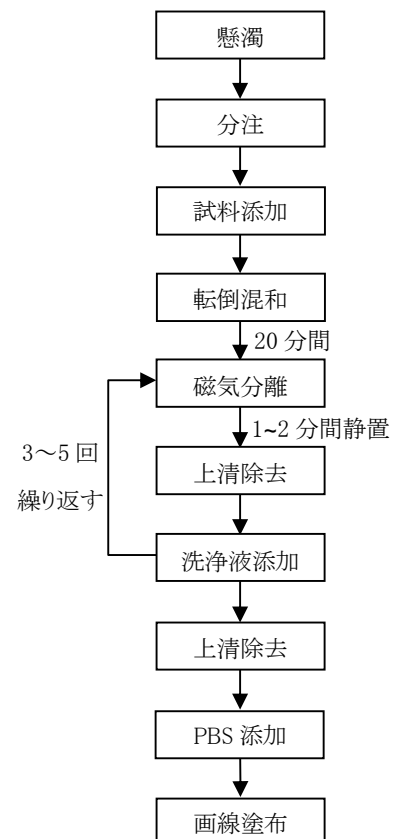 懸濁
分注
試料添加
転倒混和
20 分間
磁気分離
1~2 分間静置
3～5 回
繰り返す
上清除去
洗浄液添加
上清除去
PBS 添加
画線塗布